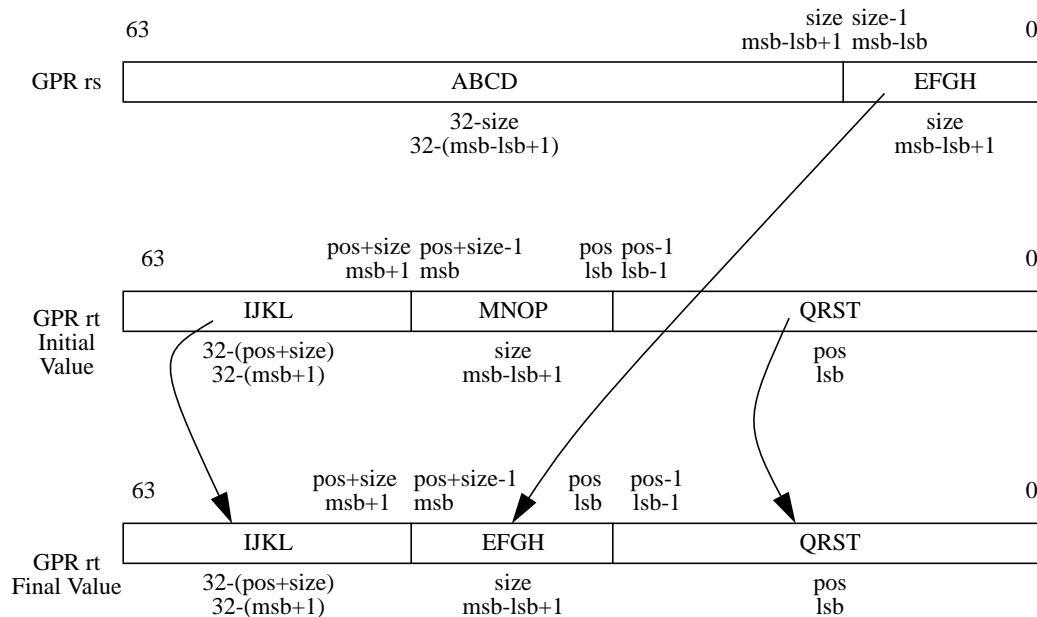 63 size size-1 0
msb-lsb+1 msb-lsb
GPR rs ABCD EFGH
32-size size
32-(msb-lsb+1) msb-lsb+1
63 pos+size pos+size-1 pos pos-1 0
msb+1 msb lsb lsb-1
GPR rt IJKL MNOP QRST
Initial
Value
32-(pos+size) size pos
32-(msb+1) msb-lsb+1 lsb
63 pos+size pos+size-1 pos pos-1 0
msb+1 msb lsb lsb-1
GPR rt IJKL EFGH QRST
Final Value
32-(pos+size) size pos
32-(msb+1) msb-lsb+1 lsb